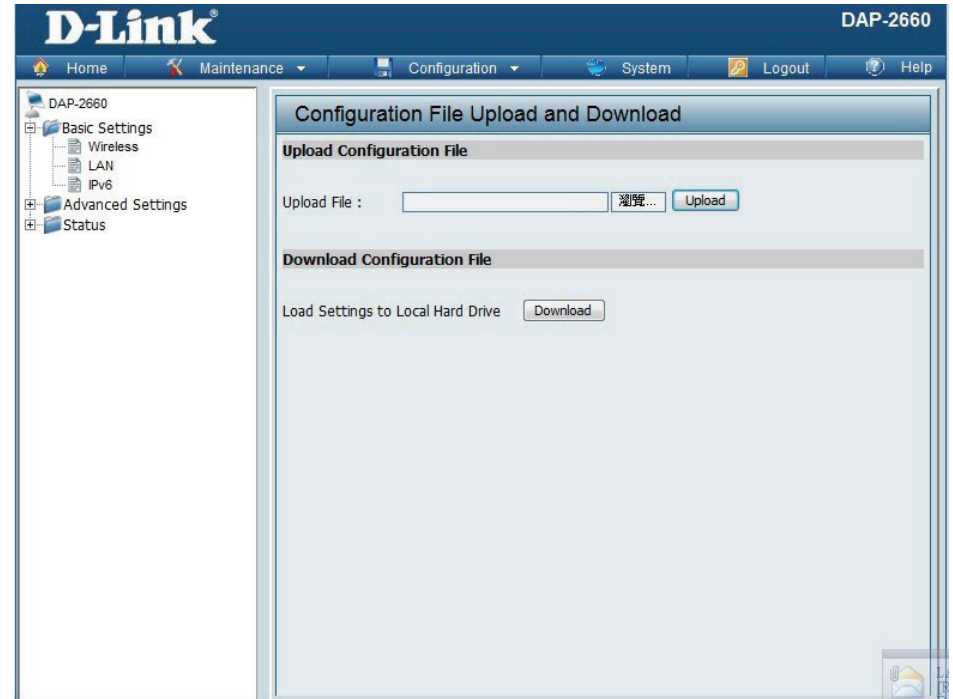 D-Link®
DAP-2660
Home
Maintenance
Configuration
System
Logout
Help
DAP-2660
Basic Settings
Wireless
LAN
IPv6
Advanced Settings
Status
Configuration File Upload and Download
Upload Configuration File
Upload File :
瀏覽...
Upload
Download Configuration File
Load Settings to Local Hard Drive
Download